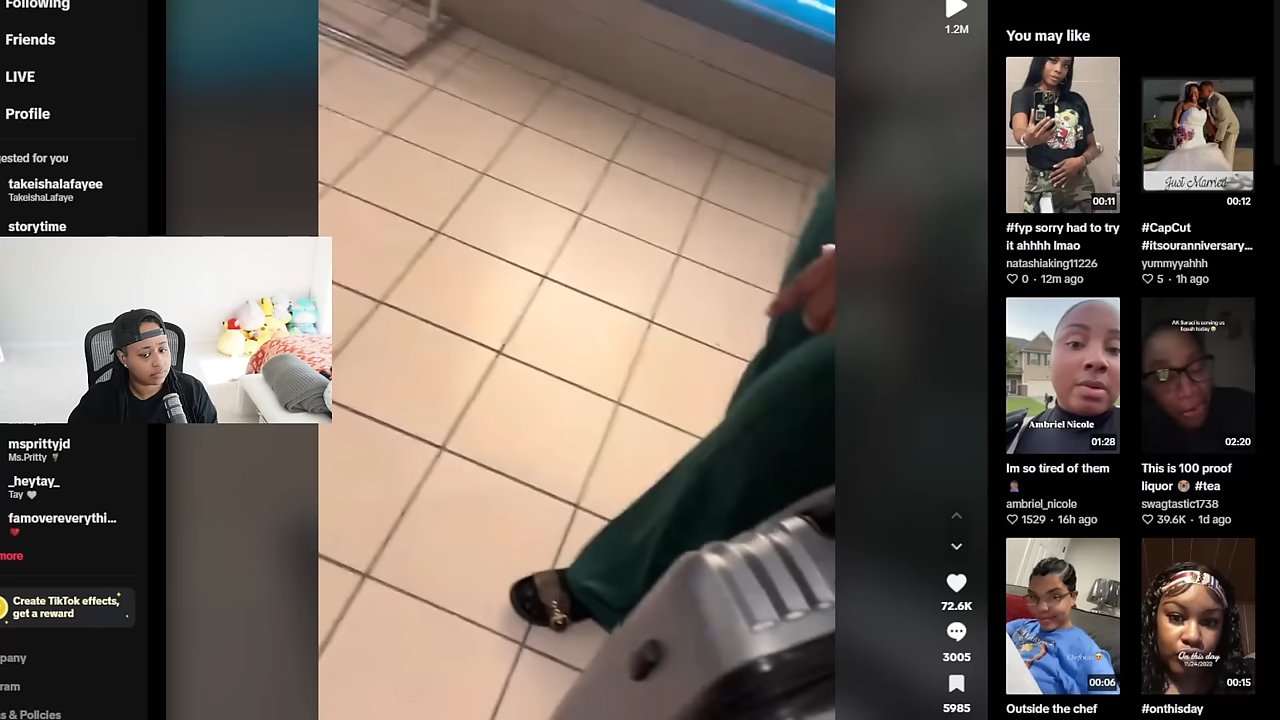 Following
Friends
LIVE
Profile
ested for you
takeishalafayee
TakeishaLafaye
storytime
msprittyjd
Ms.Pritty
_heytay_
Tay
famovereverythi...
more
Create TikTok effects,
get a reward
pany
ram
s & Policies
1.2M
72.6K
3005
5985
You may like
00:11
#fyp sorry had to try
it ahhhh lmao
natashiaking11226
0 · 12m ago
Just Married
00:12
#CapCut
#itsouranniversary...
yummyyahhh
5 · 1h ago
Ambriel Nicole
01:28
Im so tired of them
ambriel_nicole
1529 · 16h ago
02:20
This is 100 proof
liquor #tea
swagtastic1738
39.6K · 1d ago
00:06
Outside the chef
On this day
11/24/2022
00:15
#onthisday